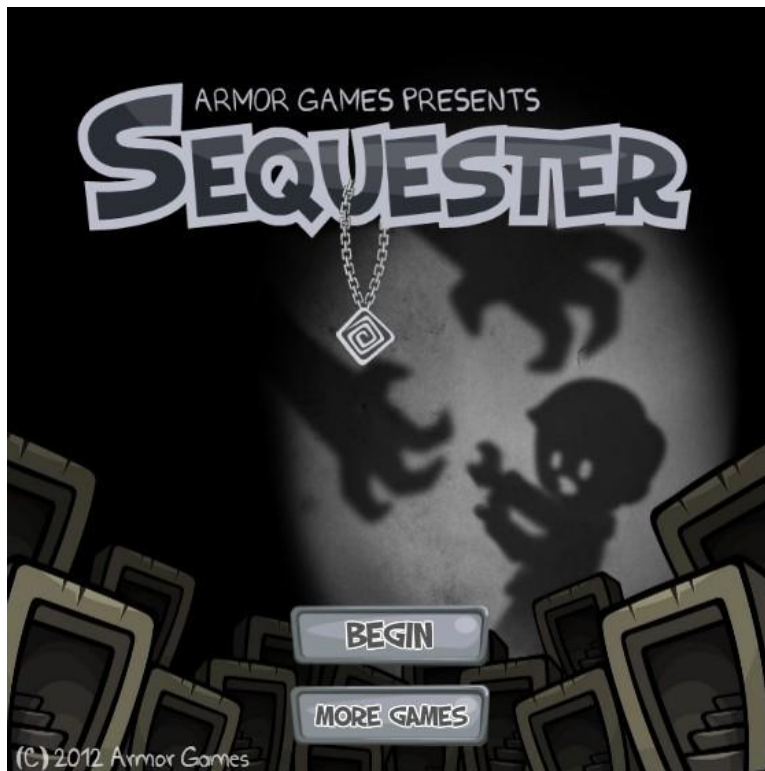 ARMOR GAMES PRESENTS
SEQUESTER
BEGIN
MORE GAMES
(C) 2012 Armor Games